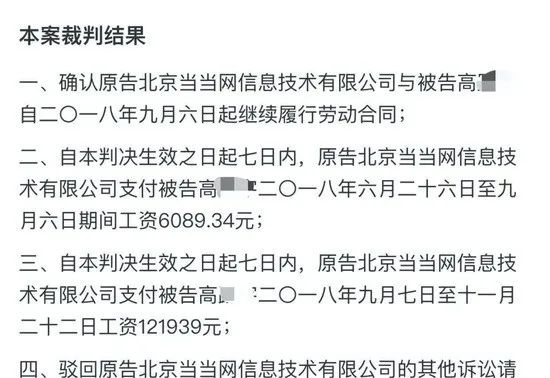 本案裁判结果
一、确认原告北京当当网信息技术有限公司与被告高
自二〇一八年九月六日起继续履行劳动合同；
二、自本判决生效之日起七日内，原告北京当当网信息技
术有限公司支付被告高 二〇一八年六月二十六日至九
月六日期间工资6089.34元；
三、自本判决生效之日起七日内，原告北京当当网信息技
术有限公司支付被告高 二〇一八年九月七日至十一月
二十二日工资121939元；
四、驳回原告北京当当网信息技术有限公司的其他诉讼请